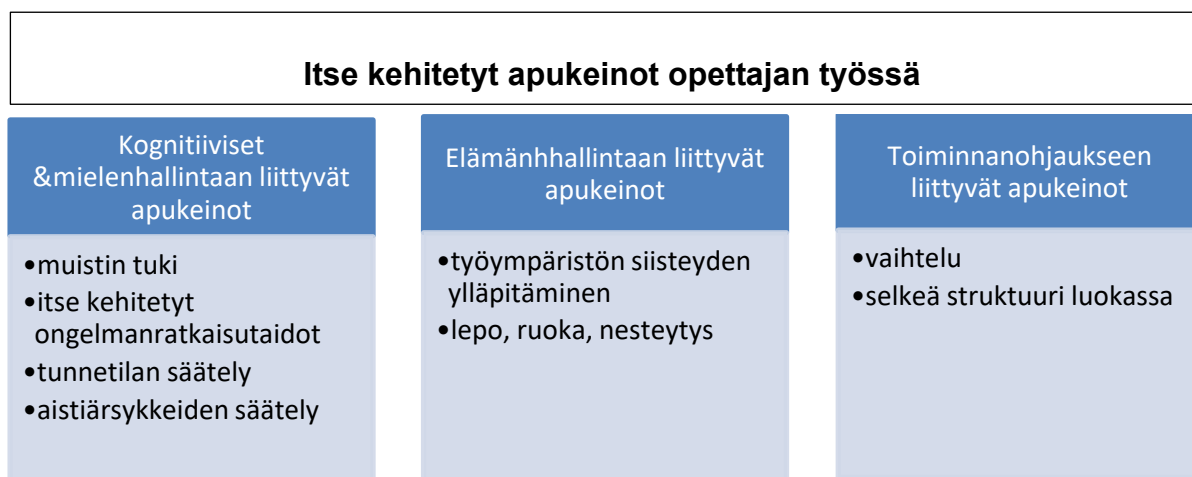 Itse kehitetyt apukeinot opettajan työssä
Kognitiiviset
&mielenhallintaan liittyvät
apukeinot
•muistin tuki
•itse kehitetyt
ongelmanratkaisutaidot
•tunnetilan säätely
•aistiärsykkeiden säätely
Elämänhhallintaan liittyvät
apukeinot
•työympäristön siisteyden
ylläpitäminen
•lepo, ruoka, nesteytys
Toiminnanohjaukseen
liittyvät apukeinot
•vaihtelu
•selkeä struktuuri luokassa